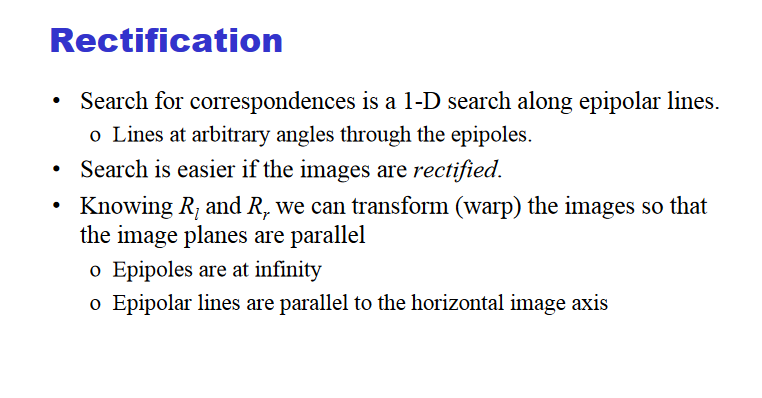 Rectification
• Search for correspondences is a 1-D search along epipolar lines.
o Lines at arbitrary angles through the epipoles.
• Search is easier if the images are rectified.
• Knowing Rl and Rr we can transform (warp) the images so that
the image planes are parallel
o Epipoles are at infinity
o Epipolar lines are parallel to the horizontal image axis